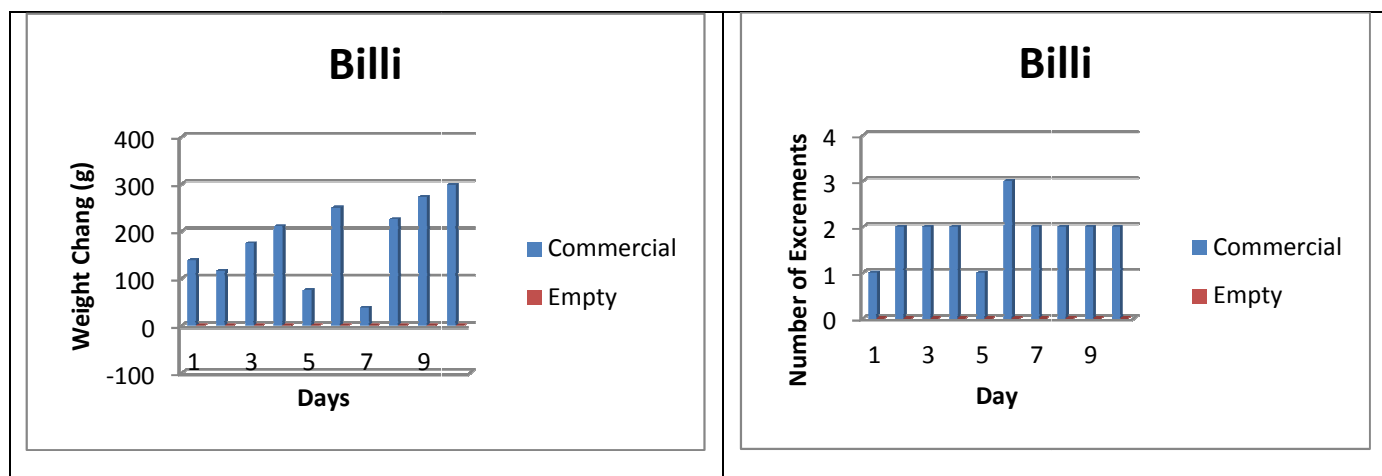 Billi
Weight Chang (g)
400
300
200
100
0
-100
1 3 5 7 9
Days
Commercial
Empty
Billi
Number of Excrements
4
3
2
1
0
1 3 5 7 9
Day
Commercial
Empty